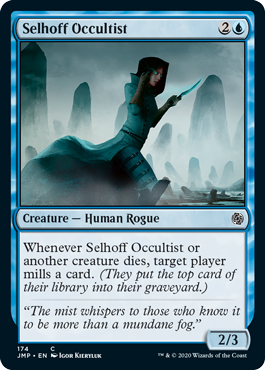 Selhoff Occultist 2
Creature — Human Rogue
Whenever Selhoff Occultist or
another creature dies, target player
mills a card. (They put the top card of
their library into their graveyard.)
“The mist whispers to those who know it
to be more than a mundane fog.”
2/3
174 C
JMP • EN Igor Kieryluk
™ & © 2020 Wizards of the Coast